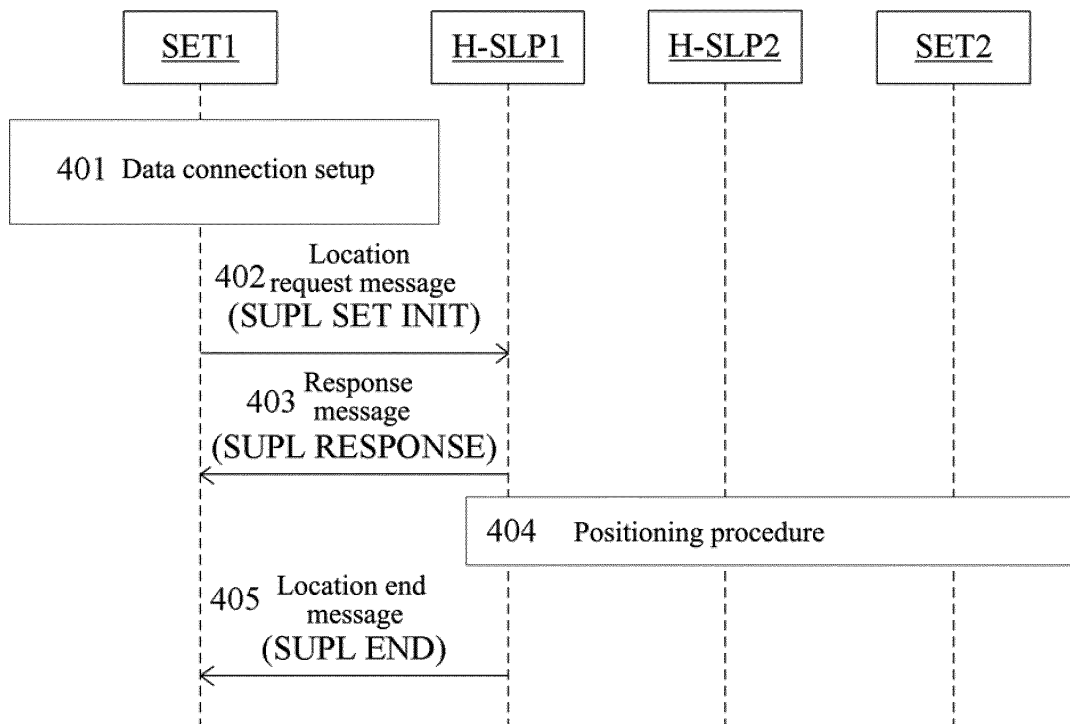 SET1 H-SLP1 H-SLP2 SET2
401 Data connection setup
Location
402 request message
(SUPL SET INIT)
403 Response
message
(SUPL RESPONSE)
404 Positioning procedure
405 Location end
message
(SUPL END)